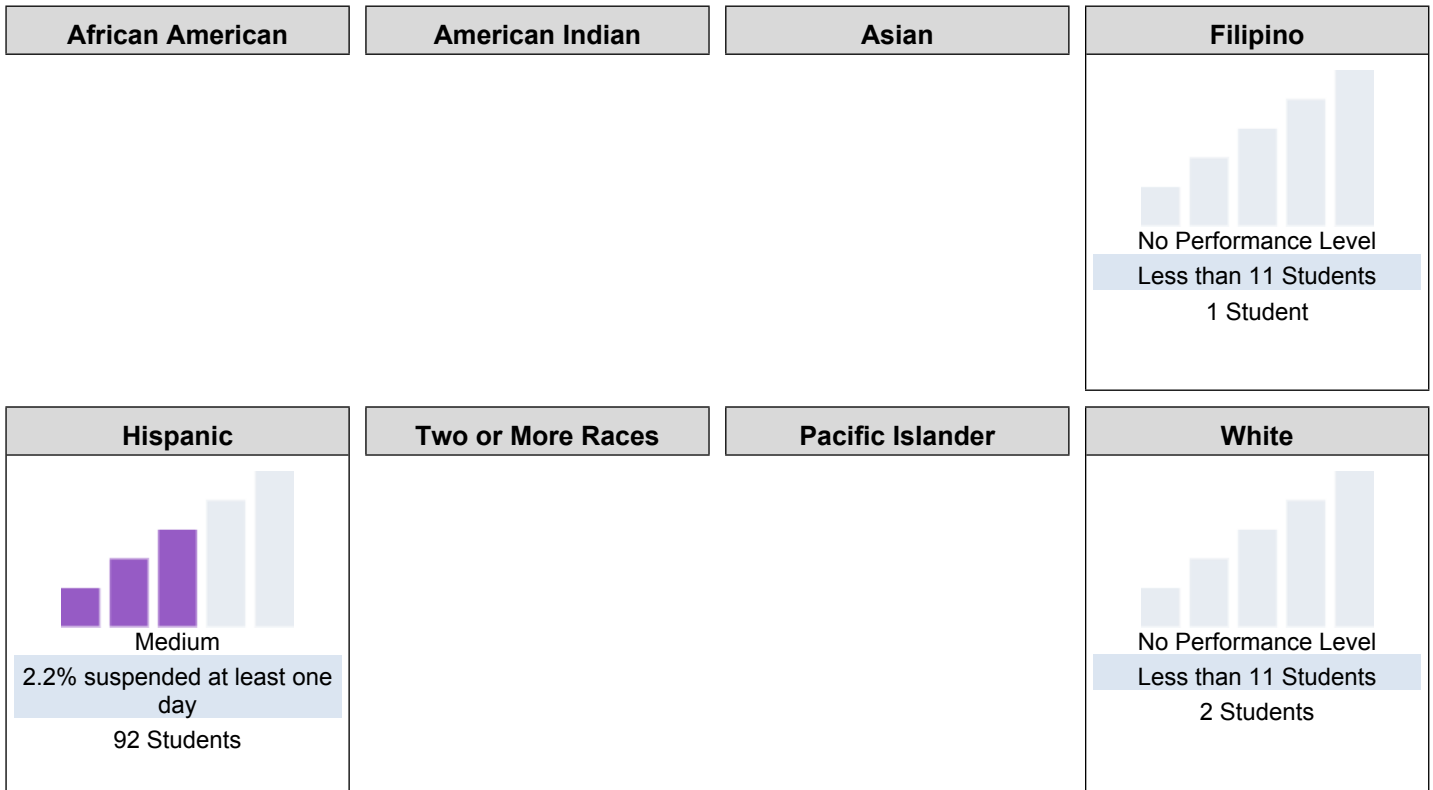 African American
American Indian
Asian
Filipino
No Performance Level
Less than 11 Students
1 Student
Hispanic
Two or More Races
Pacific Islander
White
Medium
2.2% suspended at least one
day
92 Students
No Performance Level
Less than 11 Students
2 Students